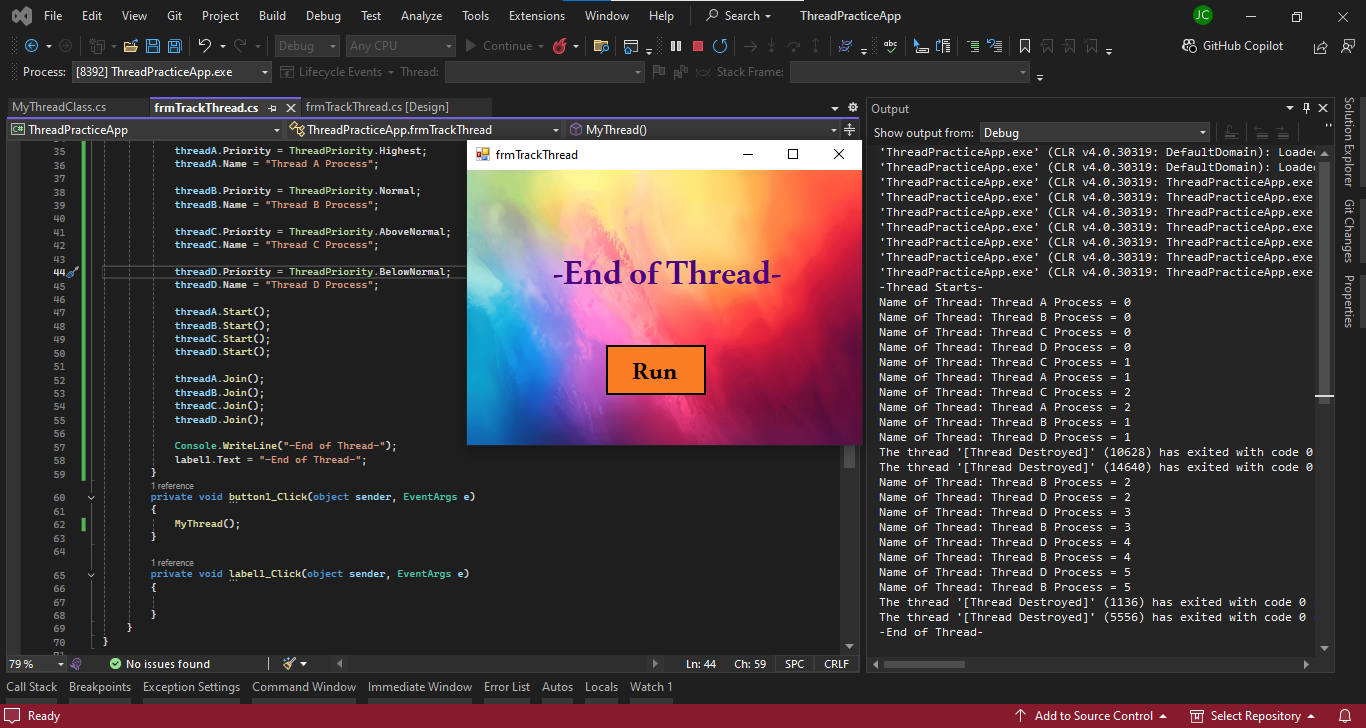 File Edit View Git Project Build Debug Test Analyze Tools Extensions Window Help Search ThreadPracticeApp JC
Debug Any CPU Continue GitHub Copilot
Process: [8392] ThreadPracticeApp.exe Lifecycle Events Thread: Stack Frame:
MyThreadClass.cs frmTrackThread.cs frmTrackThread.cs [Design]
ThreadPracticeApp ThreadPracticeApp.frmTrackThread MyThread()
35 threadA.Priority = ThreadPriority.Highest;
36 threadA.Name = "Thread A Process";
37
38 threadB.Priority = ThreadPriority.Normal;
39 threadB.Name = "Thread B Process";
40
41 threadC.Priority = ThreadPriority.AboveNormal;
42 threadC.Name = "Thread C Process";
43
44 threadD.Priority = ThreadPriority.BelowNormal;
45 threadD.Name = "Thread D Process";
46
47 threadA.Start();
48 threadB.Start();
49 threadC.Start();
50 threadD.Start();
51
52 threadA.Join();
53 threadB.Join();
54 threadC.Join();
55 threadD.Join();
56
57 Console.WriteLine("-End of Thread-");
58 label1.Text = "-End of Thread-";
59 }
1 reference
60 private void button1_Click(object sender, EventArgs e)
61 {
62 MyThread();
63 }
64
1 reference
65 private void label1_Click(object sender, EventArgs e)
66 {
67
68 }
69 }
70 }
frmTrackThread
-End of Thread-
Run
Output
Show output from: Debug
'ThreadPracticeApp.exe' (CLR v4.0.30319: DefaultDomain): Loade
'ThreadPracticeApp.exe' (CLR v4.0.30319: DefaultDomain): Loade
'ThreadPracticeApp.exe' (CLR v4.0.30319: ThreadPracticeApp.exe
'ThreadPracticeApp.exe' (CLR v4.0.30319: ThreadPracticeApp.exe
'ThreadPracticeApp.exe' (CLR v4.0.30319: ThreadPracticeApp.exe
'ThreadPracticeApp.exe' (CLR v4.0.30319: ThreadPracticeApp.exe
'ThreadPracticeApp.exe' (CLR v4.0.30319: ThreadPracticeApp.exe
'ThreadPracticeApp.exe' (CLR v4.0.30319: ThreadPracticeApp.exe
'ThreadPracticeApp.exe' (CLR v4.0.30319: ThreadPracticeApp.exe
-Thread Starts-
Name of Thread: Thread A Process = 0
Name of Thread: Thread B Process = 0
Name of Thread: Thread C Process = 0
Name of Thread: Thread D Process = 0
Name of Thread: Thread C Process = 1
Name of Thread: Thread A Process = 1
Name of Thread: Thread C Process = 2
Name of Thread: Thread A Process = 2
Name of Thread: Thread B Process = 1
Name of Thread: Thread D Process = 1
The thread '[Thread Destroyed]' (10628) has exited with code 0
The thread '[Thread Destroyed]' (14640) has exited with code 0
Name of Thread: Thread B Process = 2
Name of Thread: Thread D Process = 2
Name of Thread: Thread D Process = 3
Name of Thread: Thread B Process = 3
Name of Thread: Thread D Process = 4
Name of Thread: Thread B Process = 4
Name of Thread: Thread D Process = 5
Name of Thread: Thread B Process = 5
The thread '[Thread Destroyed]' (1136) has exited with code 0
The thread '[Thread Destroyed]' (5556) has exited with code 0
-End of Thread-
Solution Explorer
Git Changes
Properties
79 % No issues found Ln: 44 Ch: 59 SPC CRLF
Call Stack Breakpoints Exception Settings Command Window Immediate Window Error List Autos Locals Watch 1
Ready Add to Source Control Select Repository